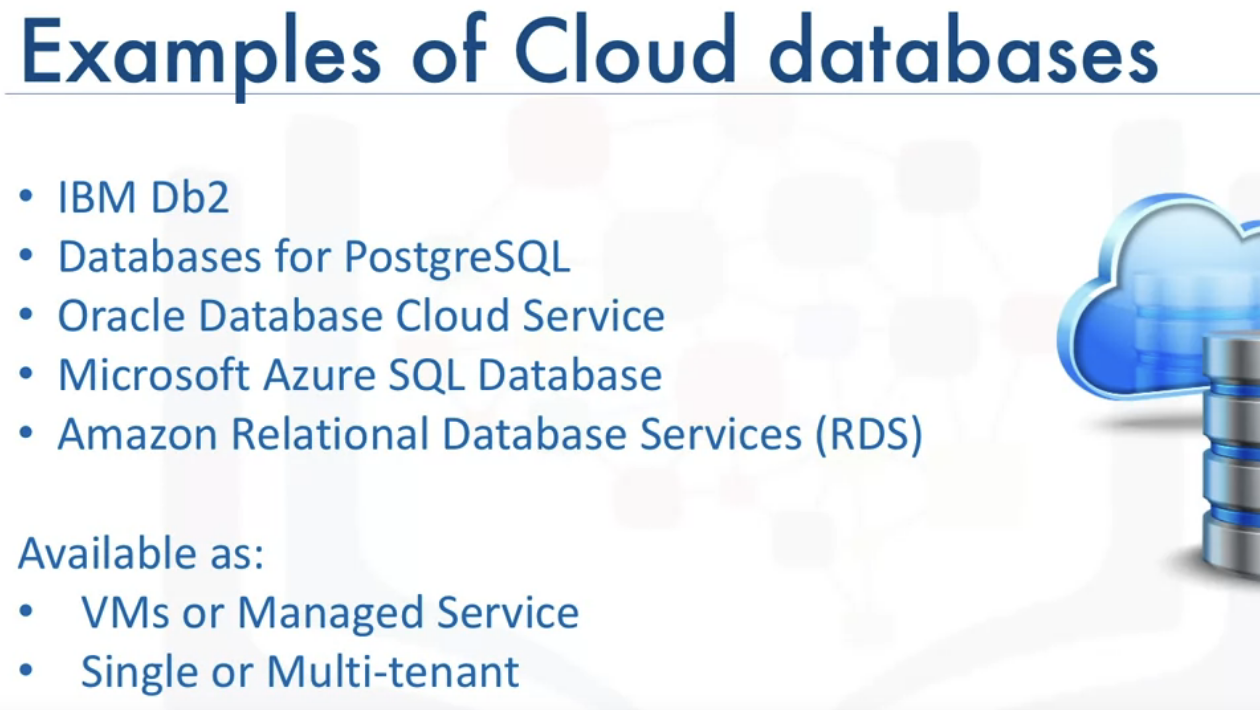 Examples of Cloud databases
• IBM Db2
• Databases for PostgreSQL
• Oracle Database Cloud Service
• Microsoft Azure SQL Database
• Amazon Relational Database Services (RDS)
Available as:
• VMs or Managed Service
• Single or Multi-tenant